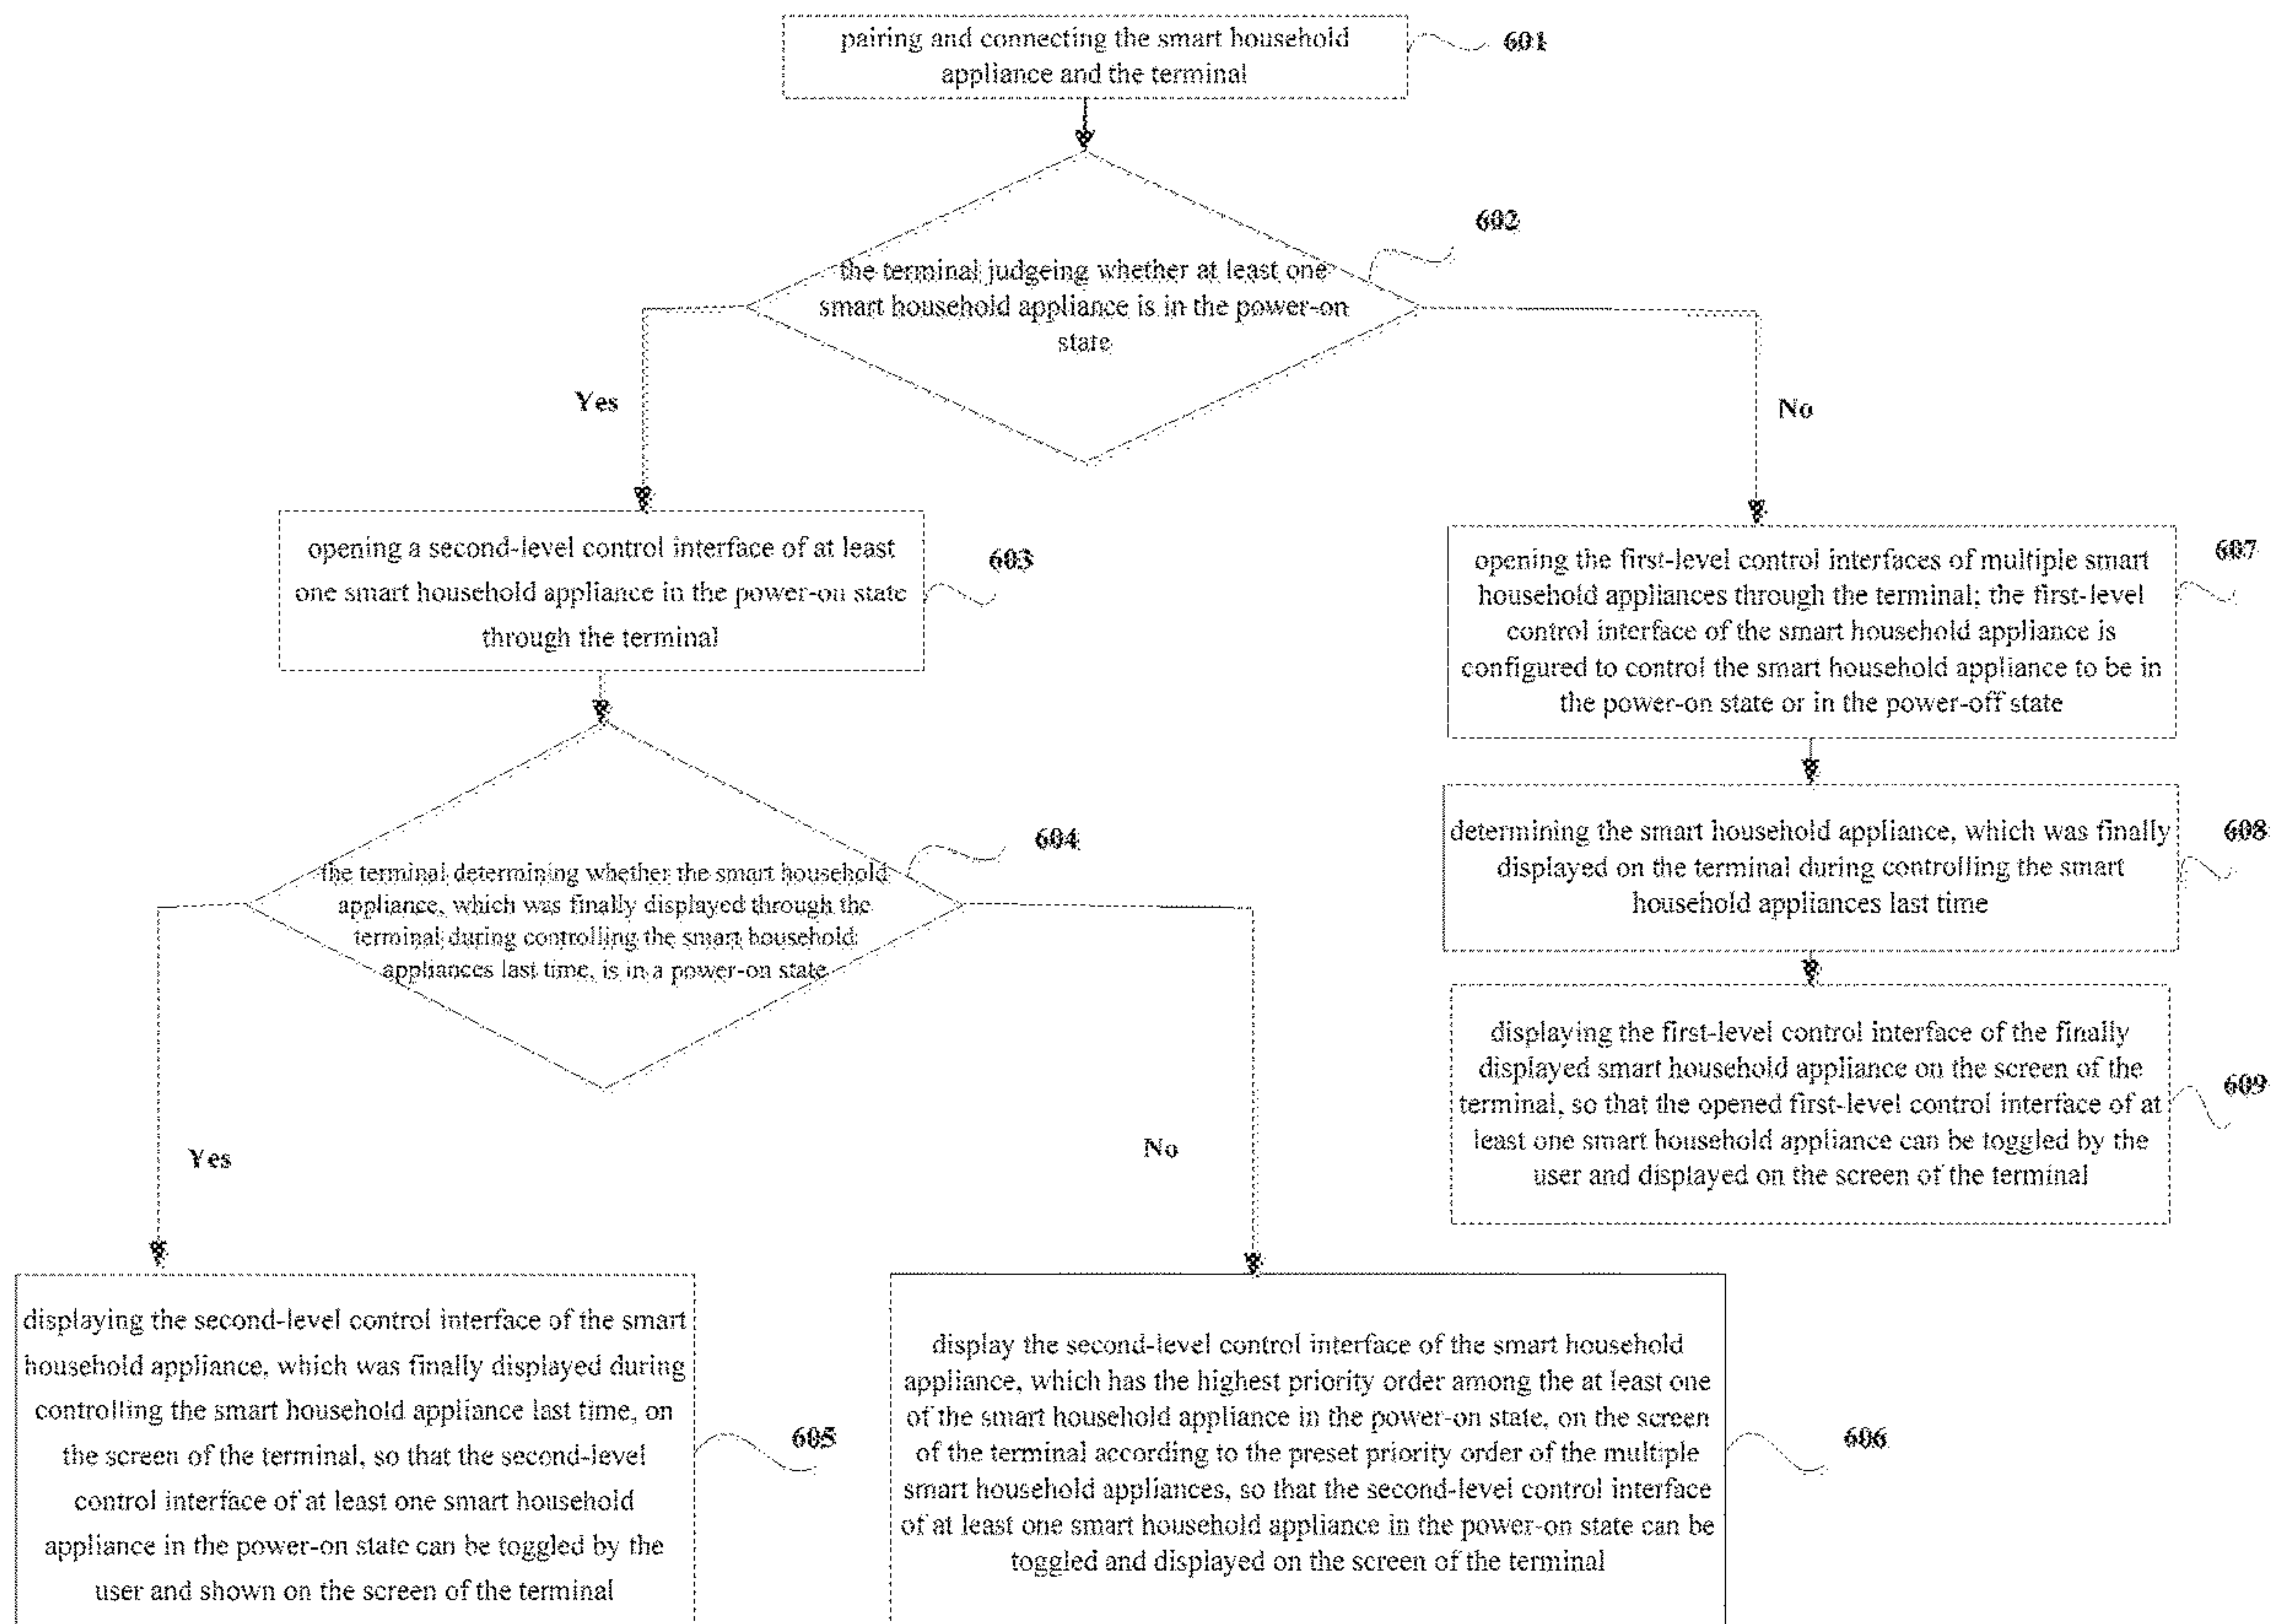 pairing and connecting the smart household
appliance and the terminal
601
602
the terminal judgeing whether at least one
smart household appliance is in the power-on
state
Yes
No
opening a second-level control interface of at least
one smart household appliance in the power-on state
through the terminal
603
opening the first-level control interfaces of multiple smart
household appliances through the terminal; the first-level
control interface of the smart household appliance is
configured to control the smart household appliance to be in
the power-on state or in the power-off state
607
the terminal determining whether the smart household
appliance, which was finally displayed through the
terminal during controlling the smart household
appliances last time, is in a power-on state
604
determining the smart household appliance, which was finally
displayed on the terminal during controlling the smart
household appliances last time
608
displaying the first-level control interface of the finally
displayed smart household appliance on the screen of the
terminal, so that the opened first-level control interface of at
least one smart household appliance can be toggled by the
user and displayed on the screen of the terminal
609
Yes
No
displaying the second-level control interface of the smart
household appliance, which was finally displayed during
controlling the smart household appliance last time, on
the screen of the terminal, so that the second-level
control interface of at least one smart household
appliance in the power-on state can be toggled by the
user and shown on the screen of the terminal
605
display the second-level control interface of the smart household
appliance, which has the highest priority order among the at least one
of the smart household appliance in the power-on state, on the screen
of the terminal according to the preset priority order of the multiple
smart household appliances, so that the second-level control interface
of at least one smart household appliance in the power-on state can be
toggled and displayed on the screen of the terminal
606